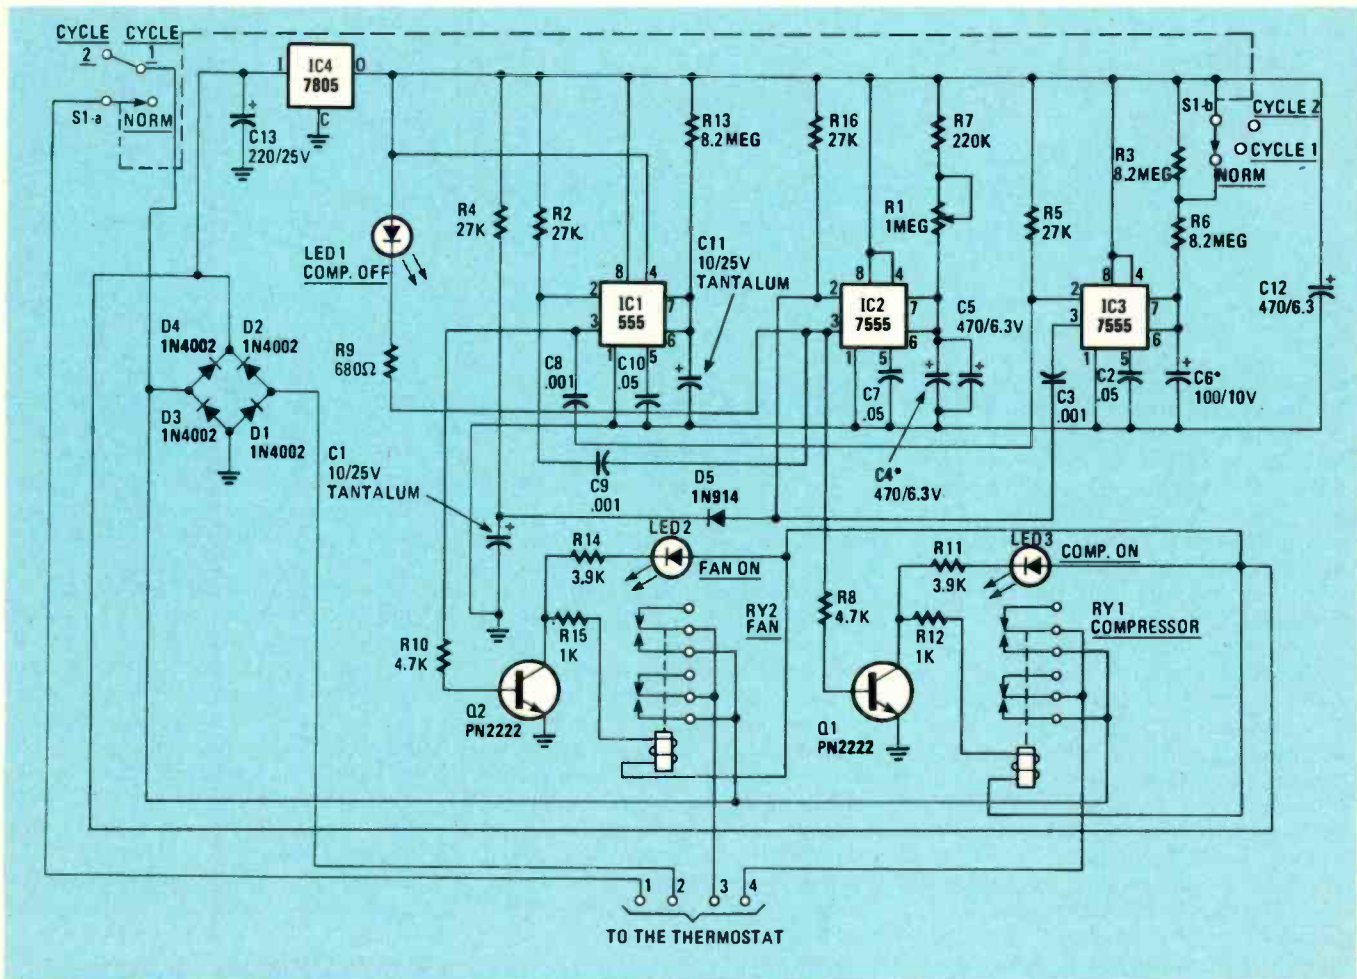 CYCLE
2
CYCLE
1
S1-a
NORM
I
IC4
7805
O
C
C13
220/25V
+
LED1
COMP. OFF
R9
680Ω
R4
27K
R2
27K
R13
8.2MEG
C11
10/25V
TANTALUM
8
4
2
IC1
555
7
3
6
1
5
C8
.001
C10
.05
+
R16
27K
R7
220K
R1
1MEG
8
4
2
IC2
7555
7
3
6
1
5
C5
470/6.3V
C7
.05
+
+
C4*
470/6.3V
R5
27K
R3
8.2MEG
R6
8.2MEG
S1-b
CYCLE 2
CYCLE 1
NORM
8
4
2
IC3
7555
7
3
6
1
5
C3
.001
C2
.05
+
C6*
100/10V
C12
470/6.3
+
D4
1N4002
D2
1N4002
D3
1N4002
D1
1N4002
C1
10/25V
TANTALUM
+
C9
.001
D5
1N914
R14
3.9K
LED2
FAN ON
R15
1K
R10
4.7K
Q2
PN2222
RY2
FAN
R8
4.7K
R11
3.9K
LED3
COMP. ON
R12
1K
Q1
PN2222
RY1
COMPRESSOR
1
2
3
4
TO THE THERMOSTAT